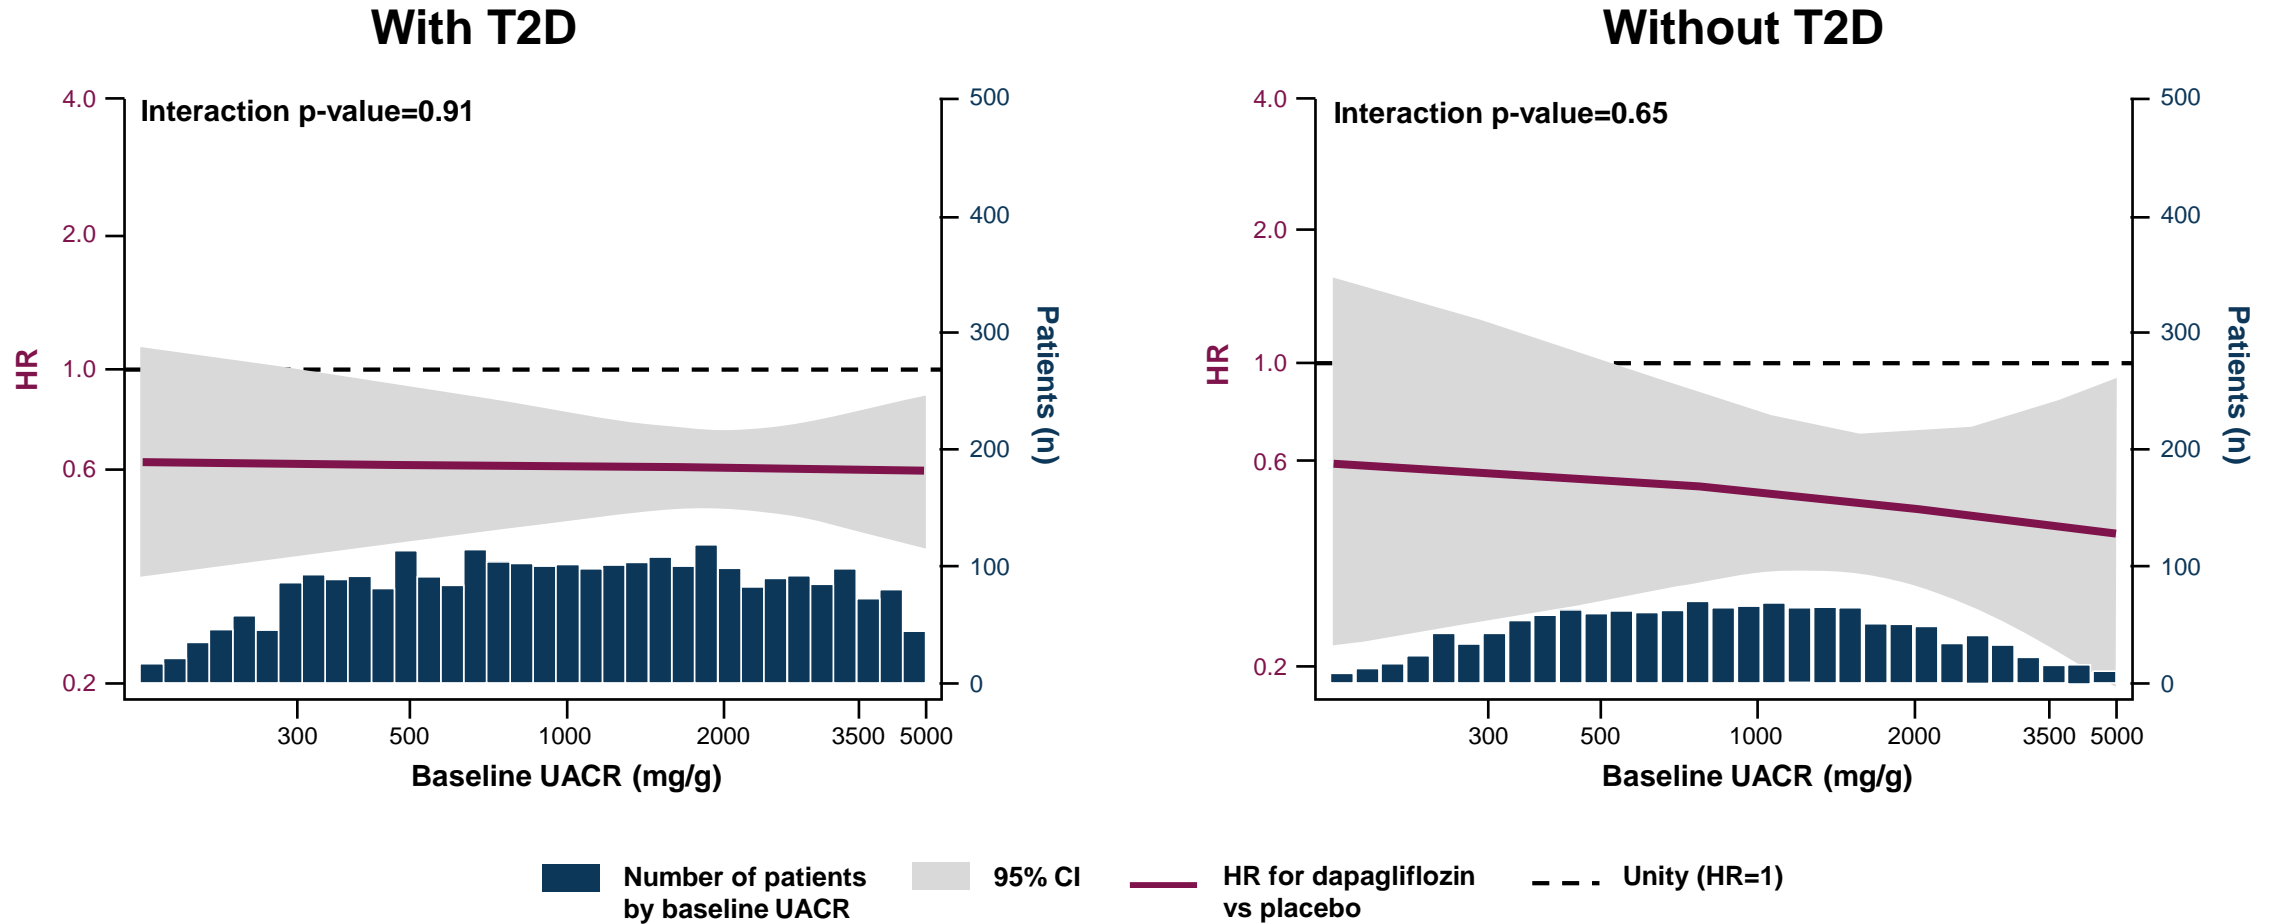 With T2D
Interaction p-value=0.91
4.0
2.0
1.0
0.6
0.2
HR
500
400
300
200
100
0
Patients (n)
300 500 1000 2000 3500 5000
Baseline UACR (mg/g)
Without T2D
Interaction p-value=0.65
4.0
2.0
1.0
0.6
0.2
HR
500
400
300
200
100
0
Patients (n)
300 500 1000 2000 3500 5000
Baseline UACR (mg/g)
Number of patients
by baseline UACR
95% CI
HR for dapagliflozin
vs placebo
Unity (HR=1)